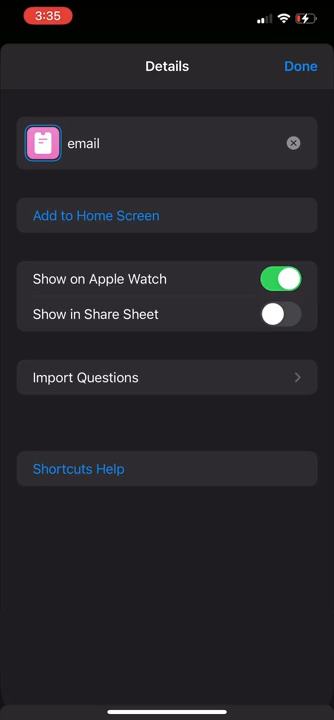 3:35
Details
Done
email
Add to Home Screen
Show on Apple Watch
Show in Share Sheet
Import Questions
Shortcuts Help